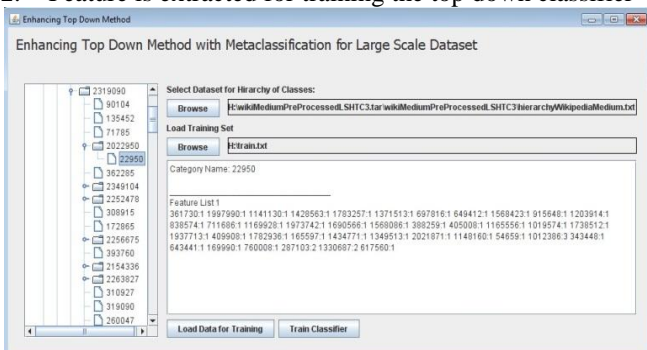 2. Feature is extracted for training the top down classifier
Enhancing Top Down Method
Enhancing Top Down Method with Metaclassification for Large Scale Dataset
2319090
90104
135452
71785
2022950
22950
362285
2349104
2252478
308915
172865
2256675
393760
2154336
2263827
310927
319090
260047
Select Dataset for Hirarchy of Classes:
Browse H:\wikiMediumPreProcessedLSHTC3.tar\wikiMediumPreProcessedLSHTC3\hierarchyWikipediaMedium.txt
Load Training Set
Browse H:\train.txt
Category Name: 22950
Feature List 1
361730:1 1997990:1 1141130:1 1428563:1 1783257:1 1371513:1 697816:1 649412:1 1568423:1 915648:1 1203914:1
838574:1 711686:1 1169928:1 1973742:1 1690566:1 1568086:1 388259:1 405008:1 1165556:1 1019574:1 1738512:1
1937713:1 409908:1 1782936:1 165597:1 1434771:1 1349513:1 2021871:1 1148160:1 54659:1 1012386:3 343448:1
643441:1 169990:1 760008:1 287103:2 1330687:2 617560:1
Load Data for Training Train Classifier